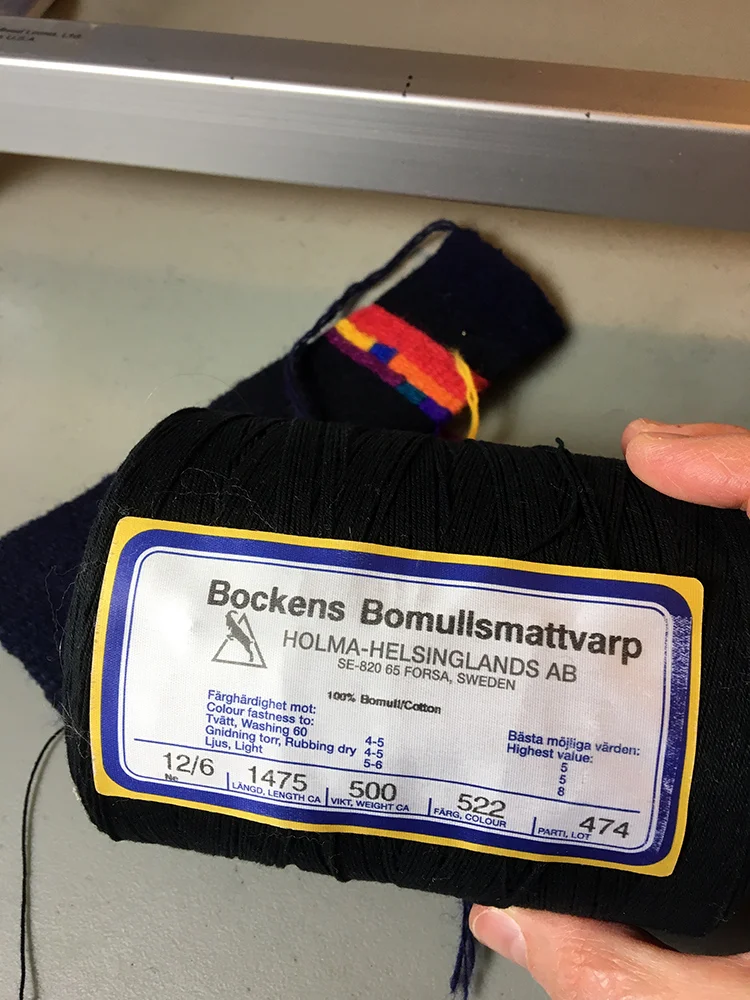 U.S.A.
Bockens Bomullsmattvarp
HOLMA-HELSINGLANDS AB
SE-820 65 FORSA, SWEDEN
100% Bomull/Cotton
Färghärdighet mot:
Colour fastness to:
Tvätt, Washing 60 4-5
Gnidning torr, Rubbing dry 4-5
Ljus, Light 5-6
Bästa möjliga värden:
Highest value:
5
5
8
12/6 1475 500 522 474
Ne LÄNGD, LENGTH CA VIKT, WEIGHT CA FÄRG, COLOUR PARTI, LOT